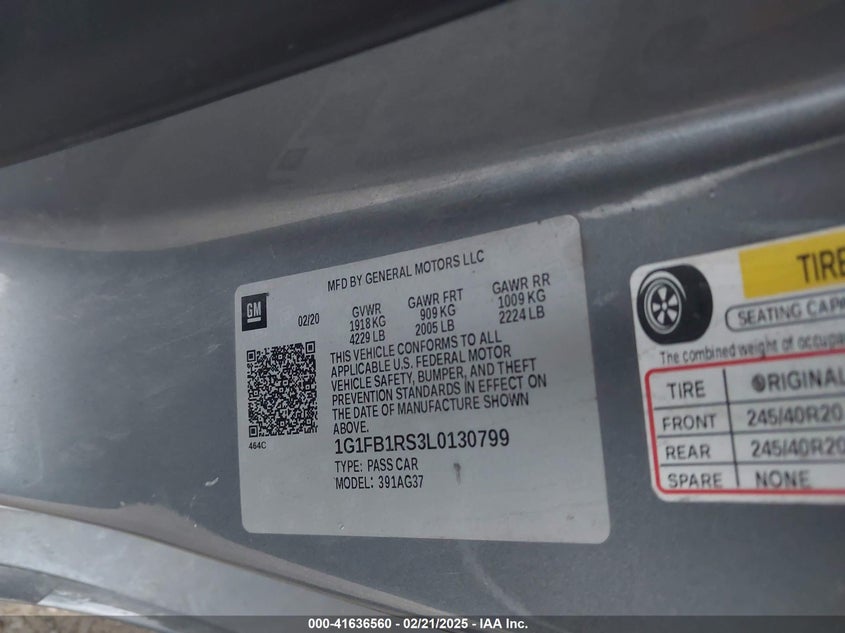 MFD BY GENERAL MOTORS LLC
GM
02/20
GVWR
1918 KG
4229 LB
GAWR FRT
909 KG
2005 LB
GAWR RR
1009 KG
2224 LB
THIS VEHICLE CONFORMS TO ALL
APPLICABLE U.S. FEDERAL MOTOR
VEHICLE SAFETY, BUMPER, AND THEFT
PREVENTION STANDARDS IN EFFECT ON
THE DATE OF MANUFACTURE SHOWN
ABOVE.
464C
1G1FB1RS3L0130799
TYPE: PASS CAR
MODEL: 391AG37
TIRE
SEATING CAP
The combined weight of occupa
TIRE ORIGINAL
FRONT 245/40R20
REAR 245/40R20
SPARE NONE
000-41636560 - 02/21/2025 - IAA Inc.